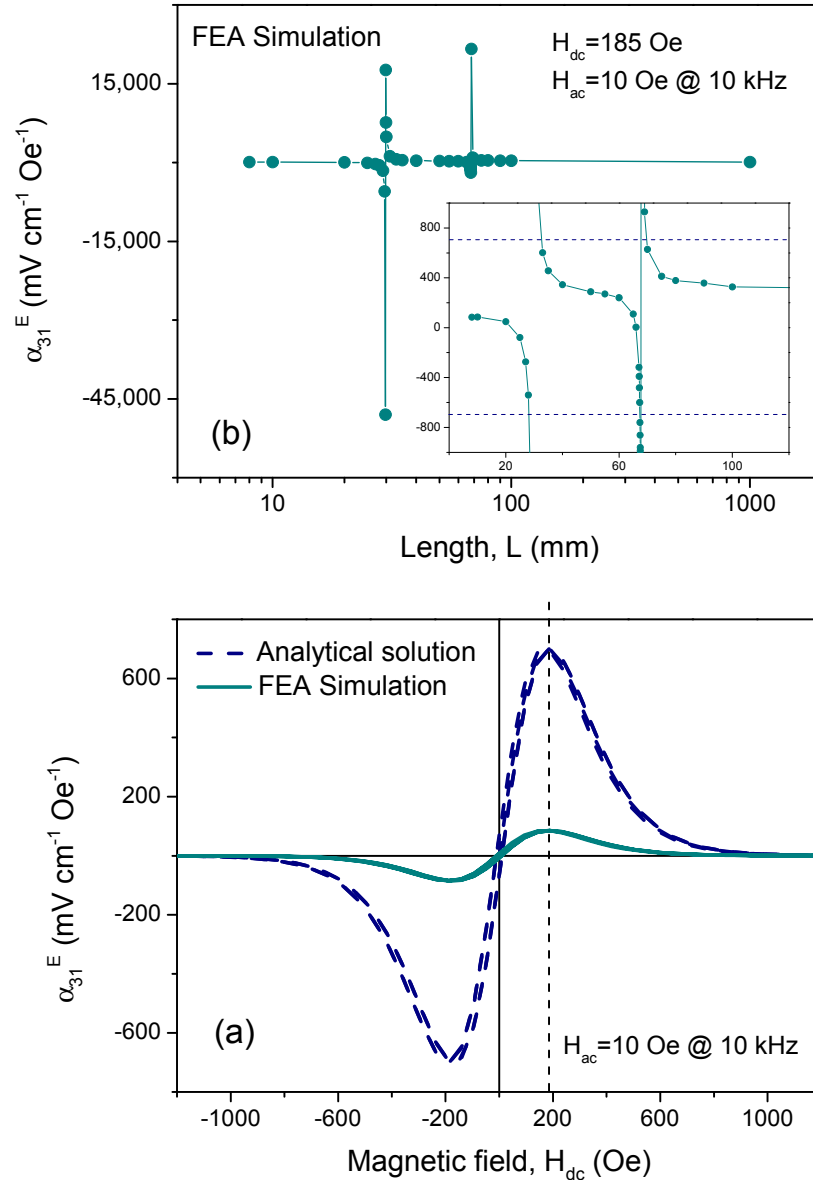 FEA Simulation
H_dc=185 Oe
H_ac=10 Oe @ 10 kHz
15,000
-15,000
-45,000
α_31^E (mV cm^-1 Oe^-1)
800
400
0
-400
-800
20 60 100
(b)
10 100 1000
Length, L (mm)
Analytical solution
FEA Simulation
600
200
-200
-600
α_31^E (mV cm^-1 Oe^-1)
(a)
H_ac=10 Oe @ 10 kHz
-1000 -600 -200 200 600 1000
Magnetic field, H_dc (Oe)